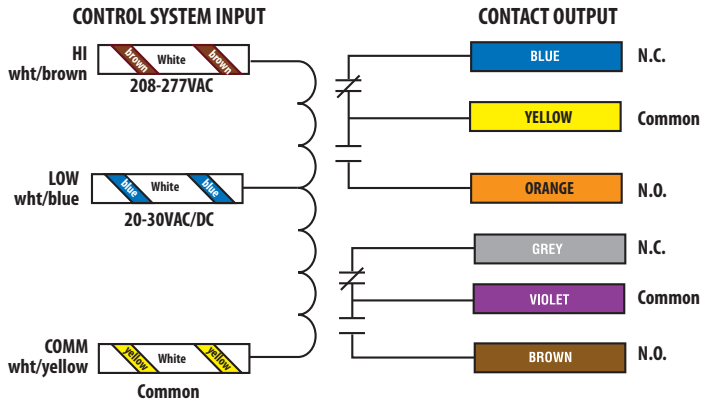 CONTROL SYSTEM INPUT
HI
wht/brown
brown White brown
208-277VAC
LOW
wht/blue
blue White blue
20-30VAC/DC
COMM
wht/yellow
yellow White yellow
Common
CONTACT OUTPUT
BLUE N.C.
YELLOW Common
ORANGE N.O.
GREY N.C.
VIOLET Common
BROWN N.O.